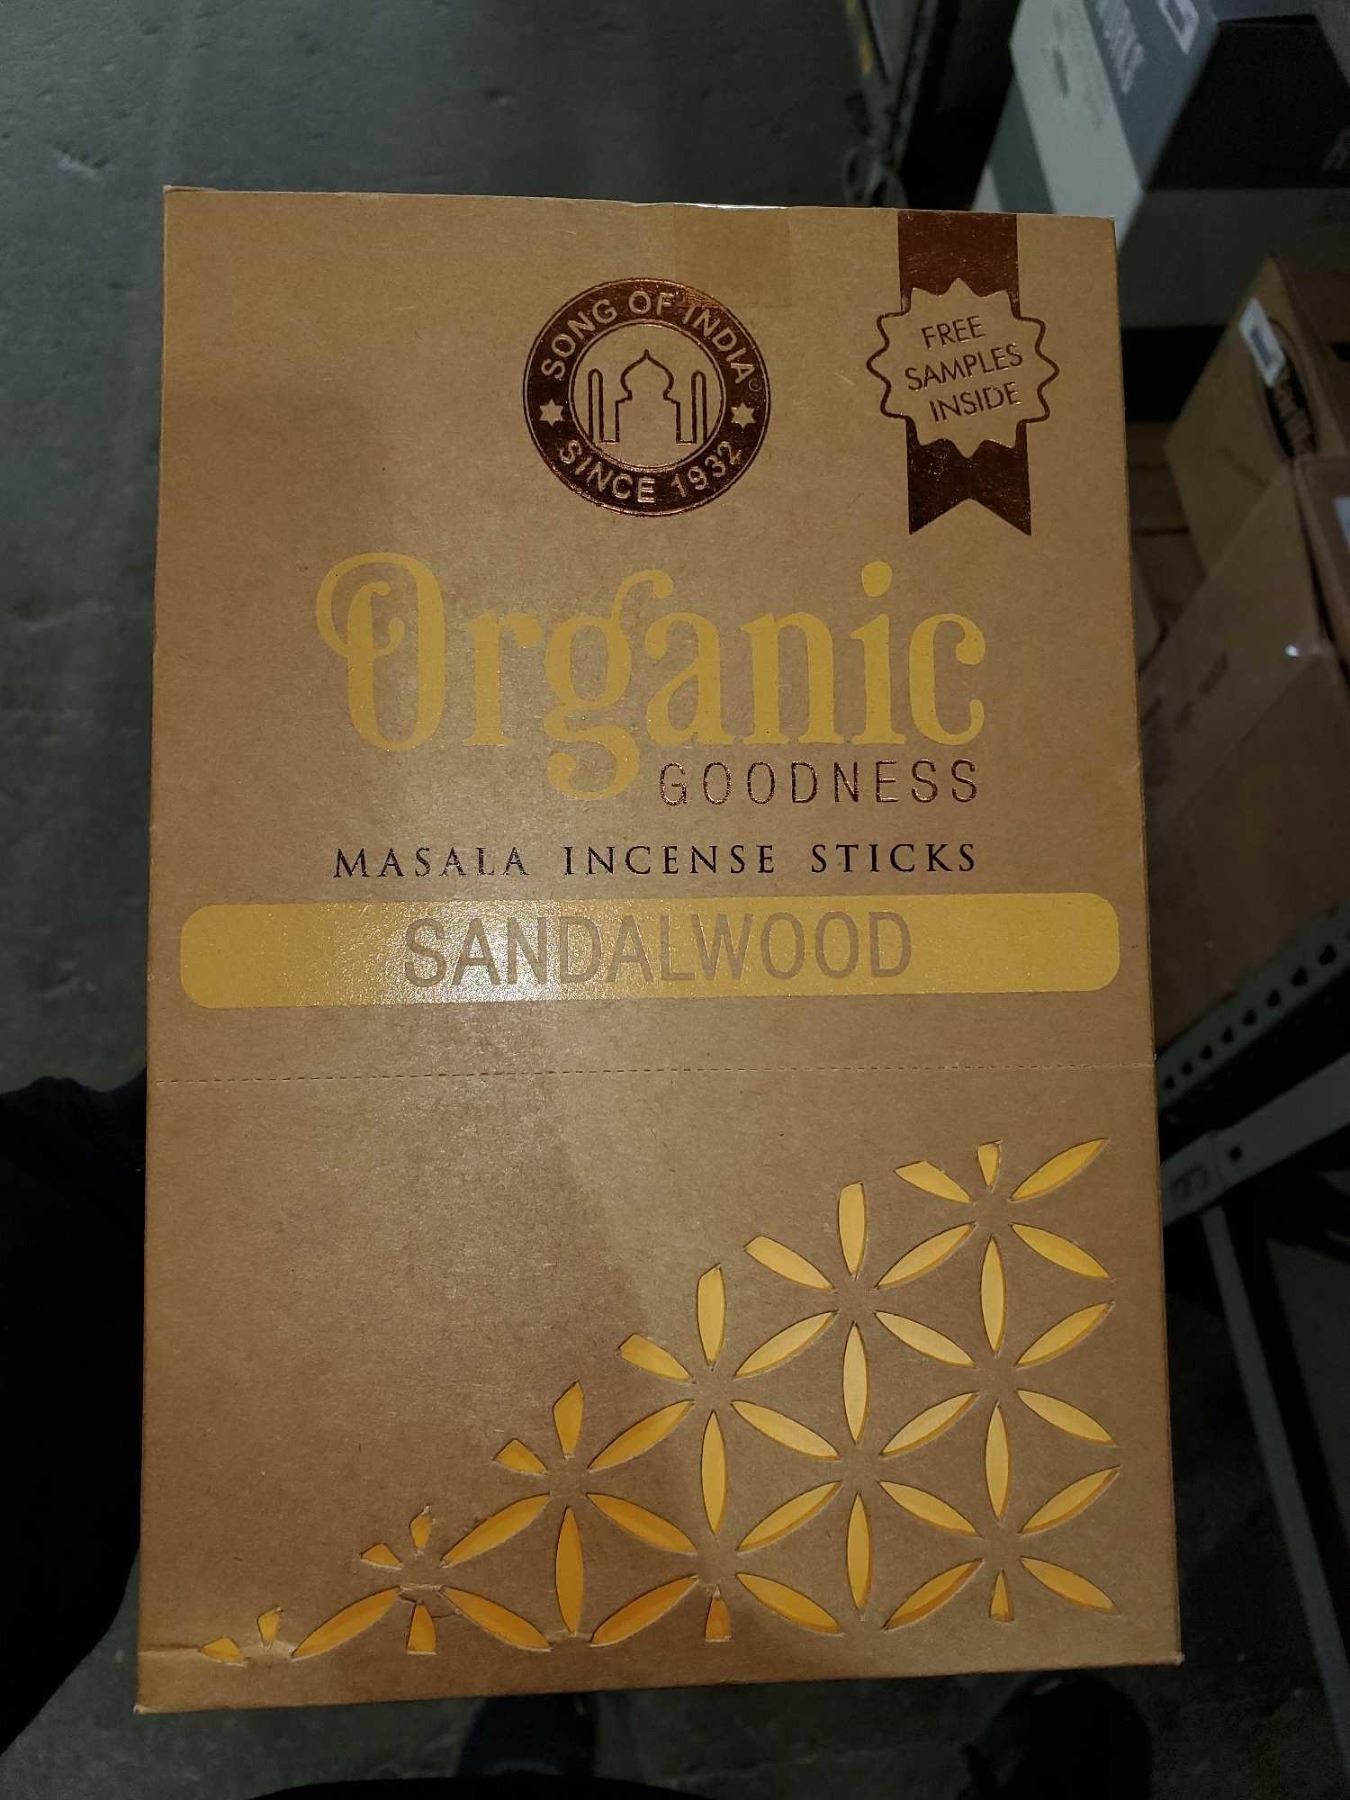 SONG OF INDIA®
SINCE 1932
FREE
SAMPLES
INSIDE
Organic
GOODNESS
MASALA INCENSE STICKS
SANDALWOOD